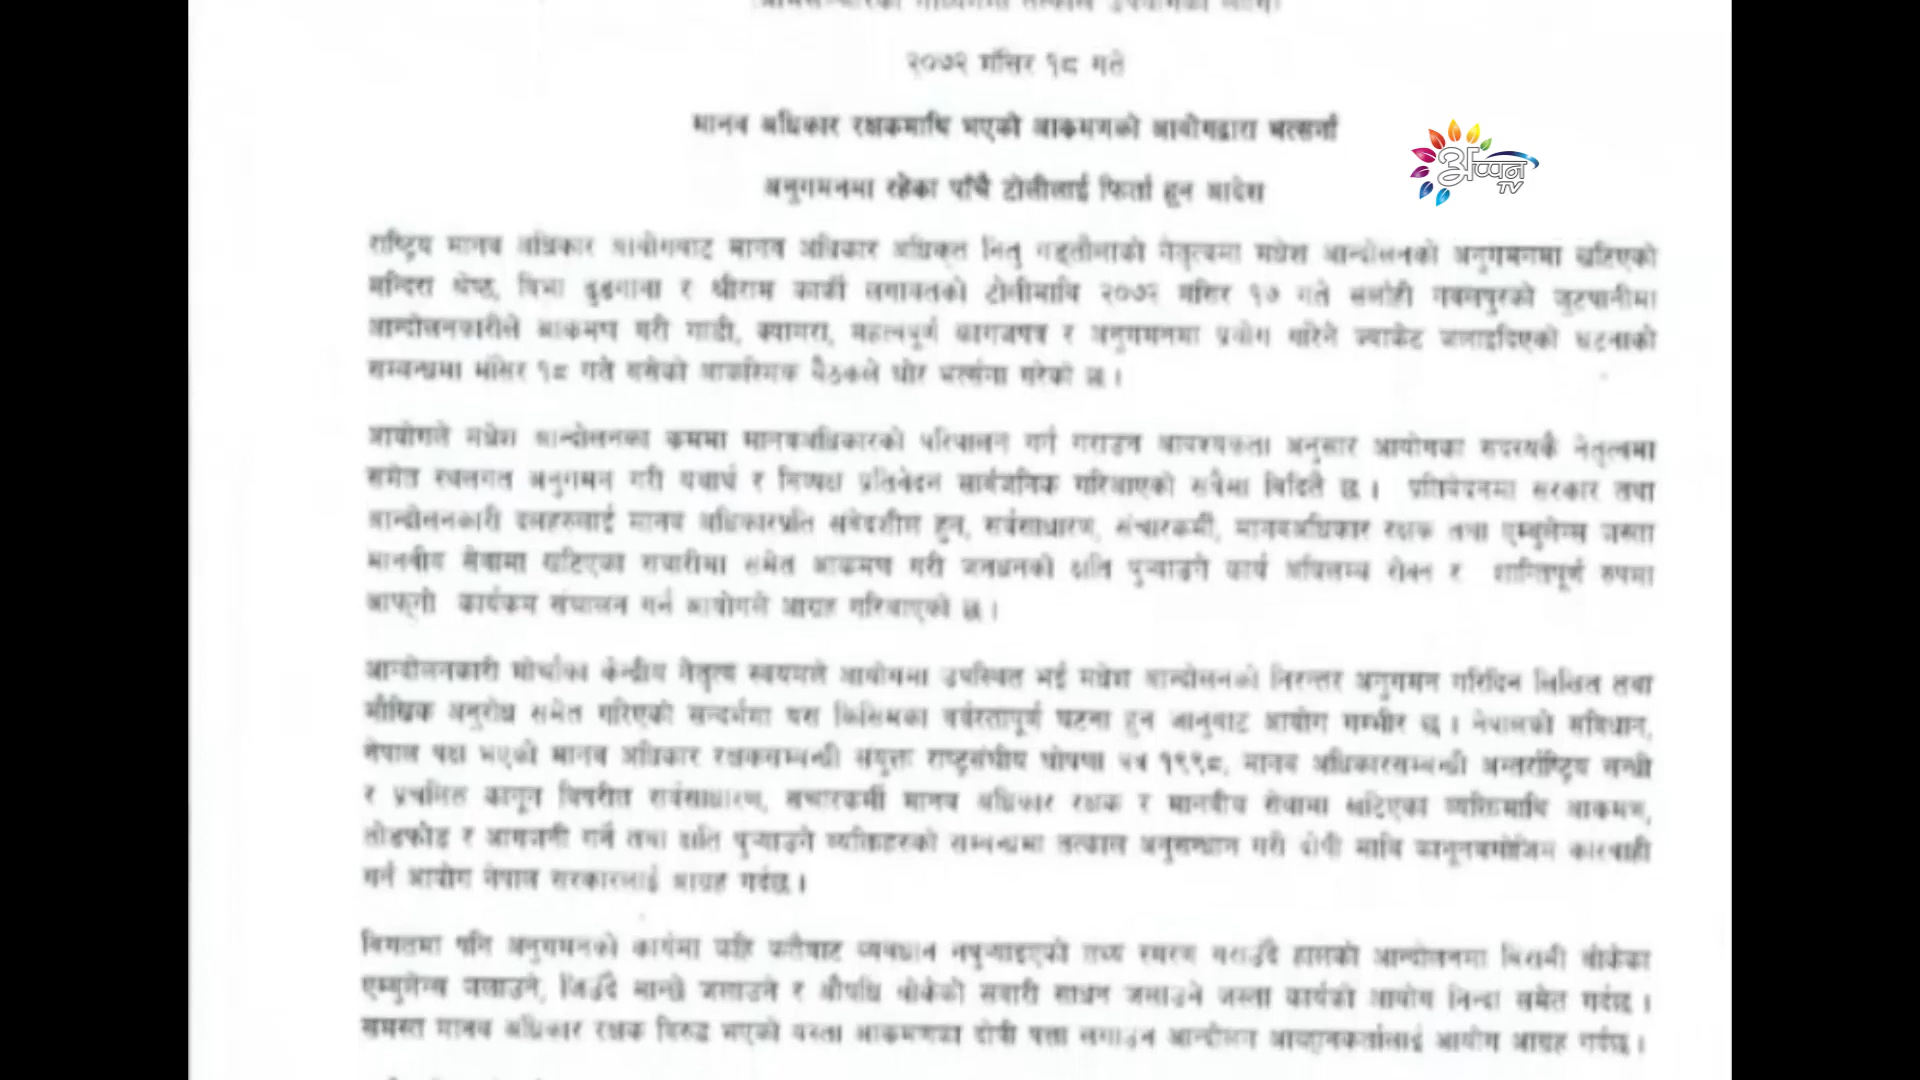 २०७२ मंसिर १८ गते
मानव अधिकार रक्षकमाथि भएको आक्रमणको आयोगद्वारा भर्त्सना
अप्पन
TV
अनुगमनमा रहेका पाँचै टोलीलाई फिर्ता हुन आदेश
राष्ट्रिय मानव अधिकार आयोगबाट मानव अधिकार अधिकृत नितु गड्तौलाको नेतृत्वमा मधेश आन्दोलनको अनुगमनमा खटिएको
मन्दिरा श्रेष्ठ, विभा ढुङ्गाना र श्रीराम कार्की लगायतको टोलीमाथि २०७२ मंसिर १७ गते सर्लाही नवलपुरको जुटपानीमा
आन्दोलनकारीले आक्रमण गरी गाडी, क्यामरा, महत्वपूर्ण कागजपत्र र अनुगमनमा प्रयोग गरिने ज्याकेट जलाइदिएको घटनाको
सम्बन्धमा मंसिर १८ गते बसेको आकस्मिक बैठकले घोर भर्त्सना गरेको छ ।
आयोगले मधेश आन्दोलनका क्रममा मानवअधिकारको परिपालन गर्न गराउन आवश्यकता अनुसार आयोगका सदस्यकै नेतृत्वमा
समेत स्थलगत अनुगमन गरी यथार्थ र निष्पक्ष प्रतिवेदन सार्वजनिक गरिआएको सबैमा विदितै छ । प्रतिवेदनमा सरकार तथा
आन्दोलनकारी दलहरुलाई मानव अधिकारप्रति संवेदशील हुन, सर्वसाधारण, संचारकर्मी, मानवअधिकार रक्षक तथा एम्बुलेन्स जस्ता
मानवीय सेवामा खटिएका सवारीमा समेत आक्रमण गरी जनधनको क्षति पुऱ्याउने कार्य अविलम्ब रोक्न र शान्तिपूर्ण रुपमा
आफ्नो कार्यक्रम संचालन गर्न आयोगले आग्रह गरिआएको छ ।
आन्दोलनकारी मोर्चाका केन्द्रीय नेतृत्व स्वयमले आयोगमा उपस्थित भई मधेश आन्दोलनको निरन्तर अनुगमन गरिदिन लिखित तथा
मौखिक अनुरोध समेत गरिएको सन्दर्भमा यस किसिमका बर्बरतापूर्ण घटना हुन जानुबाट आयोग गम्भीर छ । नेपालको संविधान,
नेपाल पक्ष भएको मानव अधिकार रक्षकसम्बन्धी संयुक्त राष्ट्रसंघीय घोषणा पत्र १९९८, मानव अधिकारसम्बन्धी अन्तर्राष्ट्रिय सन्धी
र प्रचलित कानून विपरीत सर्वसाधारण, संचारकर्मी मानव अधिकार रक्षक र मानवीय सेवामा खटिएका व्यक्तिमाथि आक्रमण,
तोडफोड र आगजनी गर्ने तथा क्षति पुऱ्याउने व्यक्तिहरुको सम्बन्धमा तत्काल अनुसन्धान गरी दोषी माथि कानूनबमोजिम कारबाही
गर्न आयोग नेपाल सरकारलाई आग्रह गर्दछ ।
विगतमा पनि अनुगमनको कार्यमा कहि कतैबाट व्यवधान नपुऱ्याइएको तथ्य स्मरण गराउँदै हालको आन्दोलनमा बिरामी बोकेका
एम्बुलेन्स जलाउने, जिउँदै मान्छे जलाउने र औषधि बोकेको सवारी साधन जलाउने जस्ता कार्यको आयोग निन्दा समेत गर्दछ ।
समस्त मानव अधिकार रक्षक विरुद्ध भएको यस्ता आक्रमणका दोषी पत्ता लगाउन आन्दोलन आव्हानकर्तालाई आयोग आग्रह गर्दछ ।